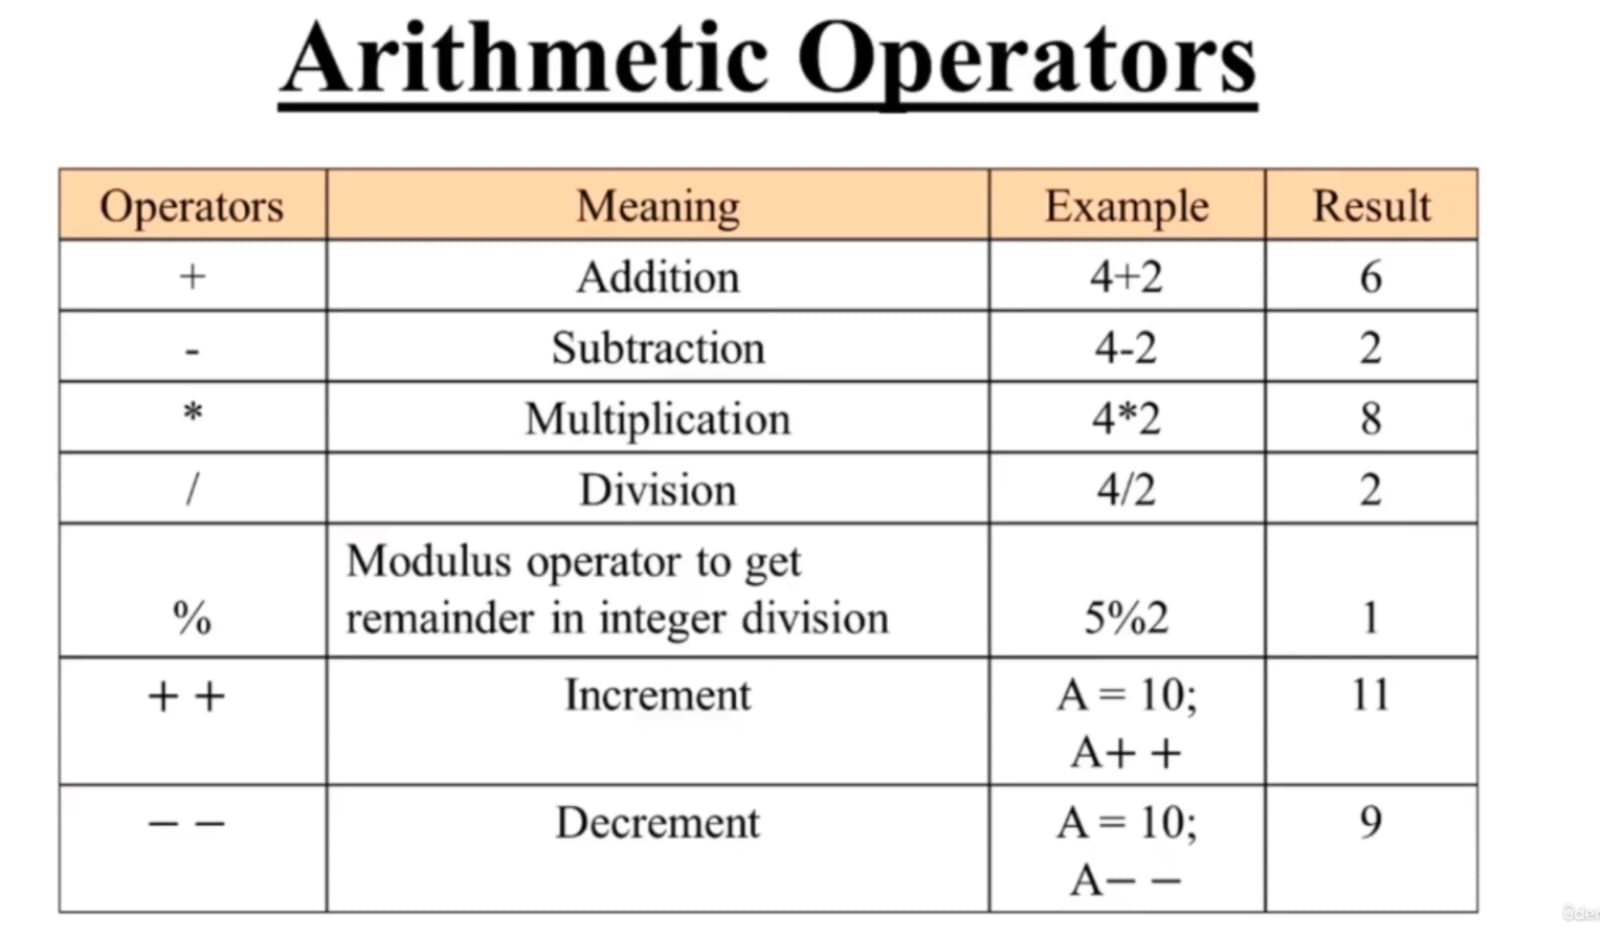 Arithmetic Operators
Operators Meaning Example Result
+ Addition 4+2 6
- Subtraction 4-2 2
* Multiplication 4*2 8
/ Division 4/2 2
Modulus operator to get
% remainder in integer division 5%2 1
+ + Increment A = 10; 11
A+ +
− − Decrement A = 10; 9
A− −